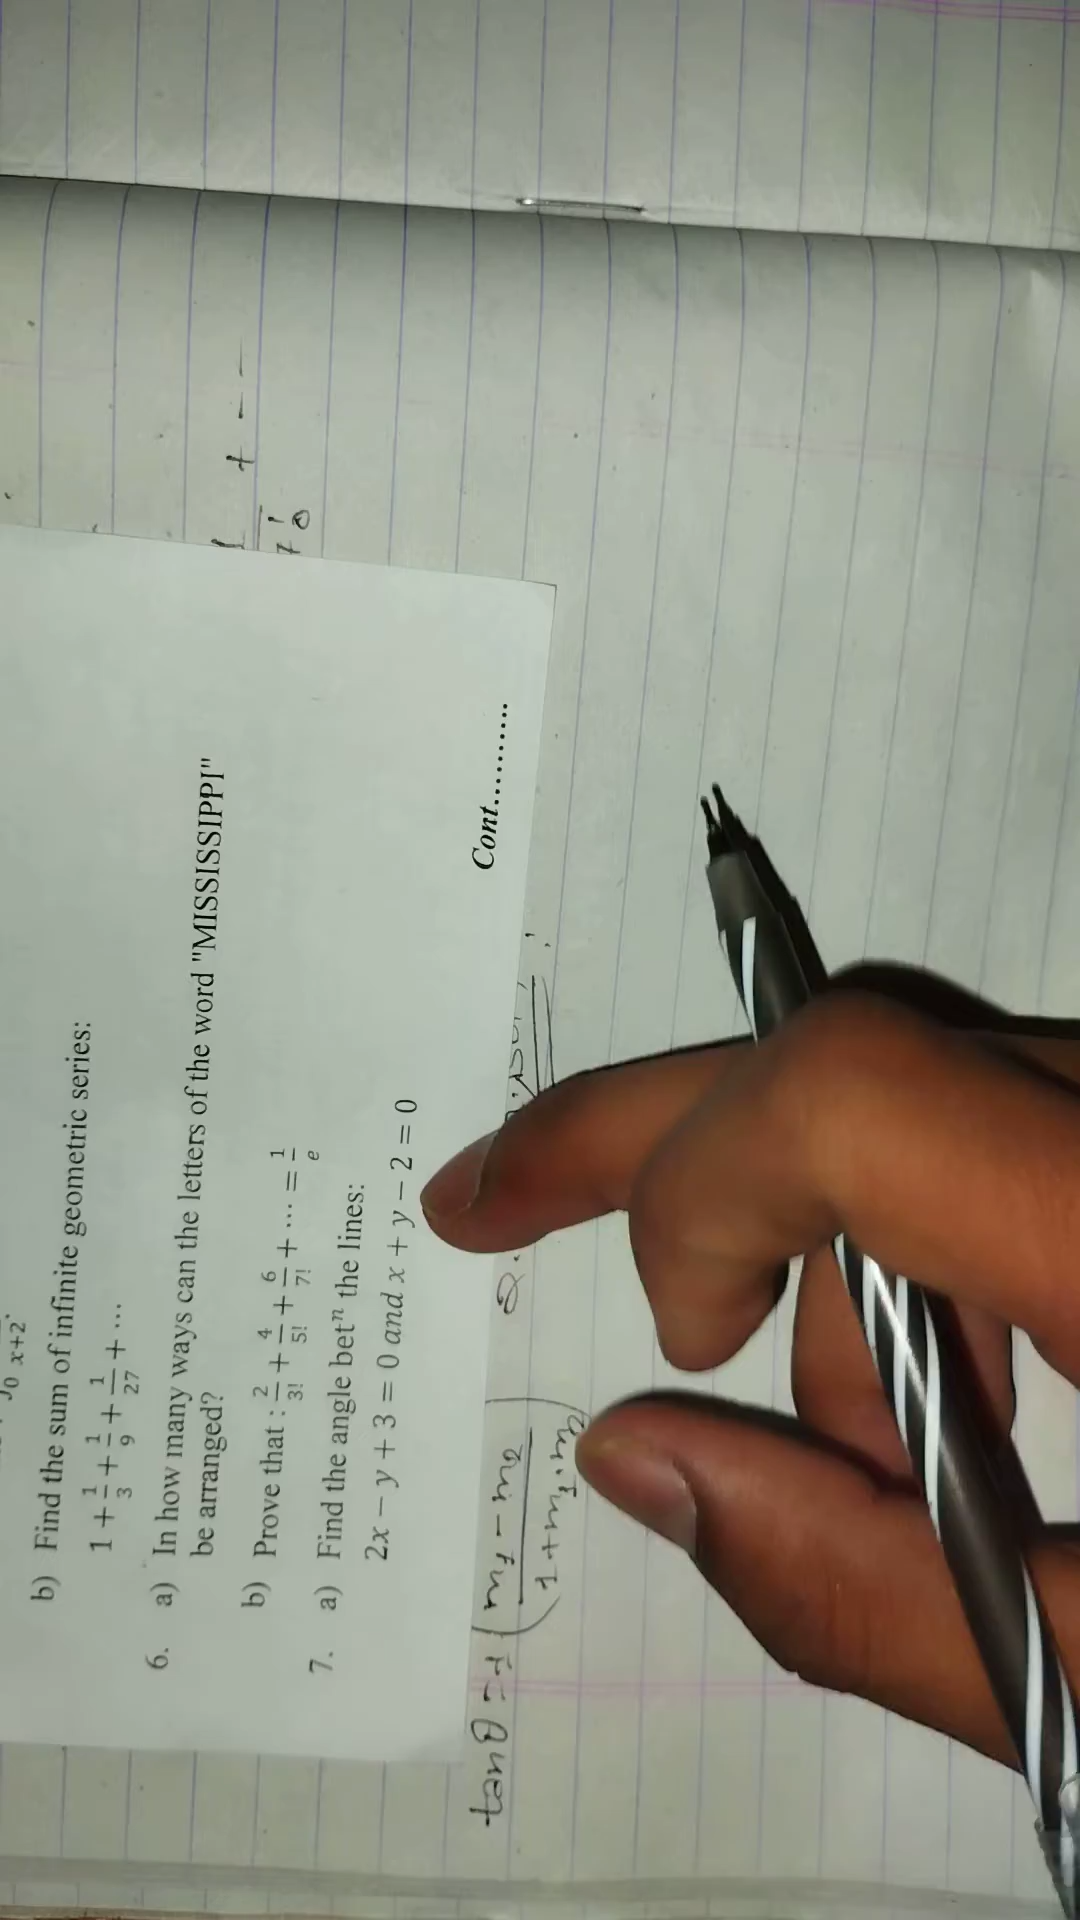 b) Find the sum of infinite geometric series:
1 + 1/3 + 1/9 + 1/27 + ...
6. a) In how many ways can the letters of the word "MISSISSIPPI"
be arranged?
b) Prove that : 2/3! + 4/5! + 6/7! + ... = 1/e
7. a) Find the angle betⁿ the lines:
2x − y + 3 = 0 and x + y − 2 = 0
Cont...........
tanθ = ± (m₁ − m₂ / 1 + m₁.m₂)